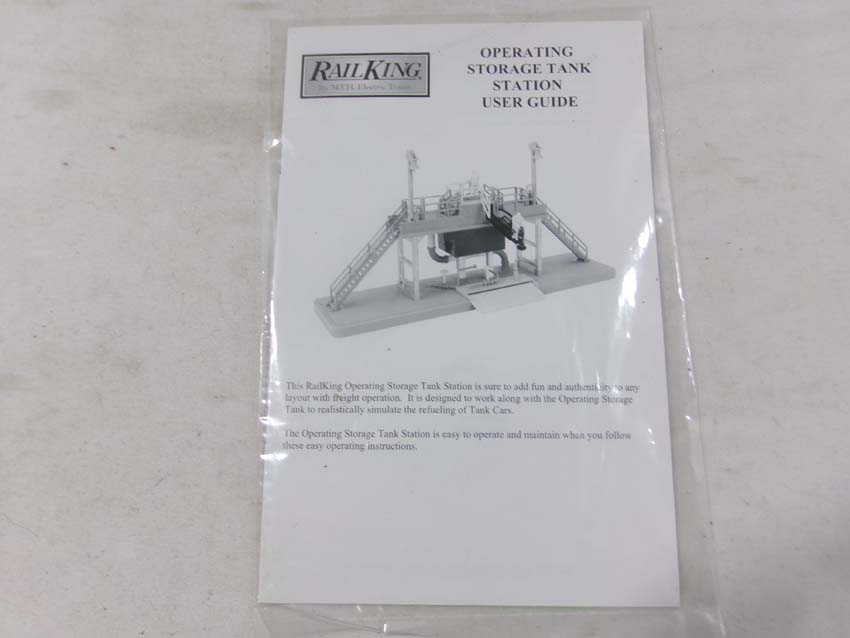 RAILKING®
By M.T.H. Electric Trains
OPERATING
STORAGE TANK
STATION
USER GUIDE
This RailKing Operating Storage Tank Station is sure to add fun and authenticity to any
layout with freight operation. It is designed to work along with the Operating Storage
Tank to realistically simulate the refueling of Tank Cars.
The Operating Storage Tank Station is easy to operate and maintain when you follow
these easy operating instructions.